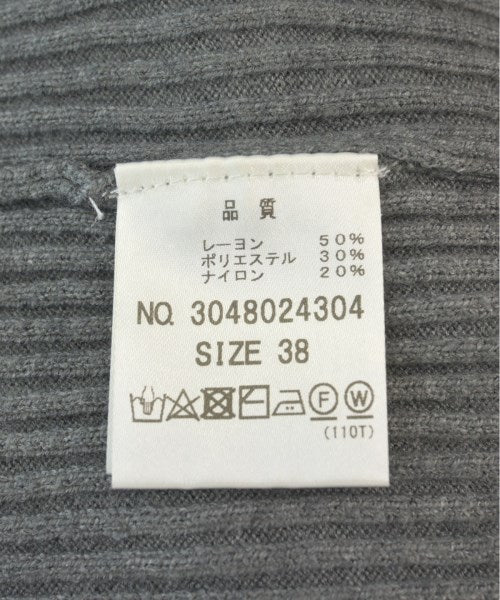 品質
レーヨン 50%
ポリエステル 30%
ナイロン 20%
NO. 3048024304
SIZE 38
F W
(110T)